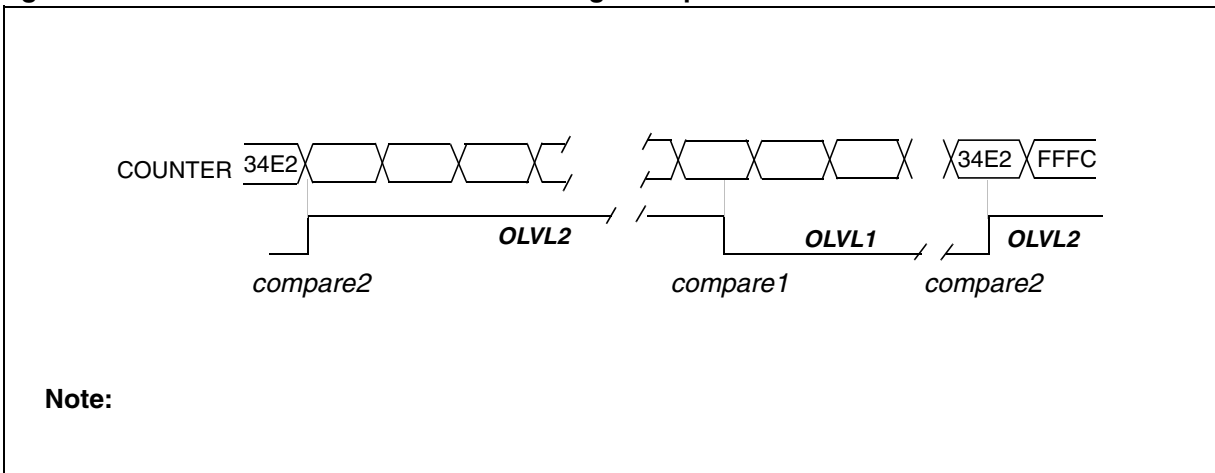 COUNTER 34E2 34E2 FFFC
OLVL2 OLVL1 OLVL2
compare2 compare1 compare2
Note: